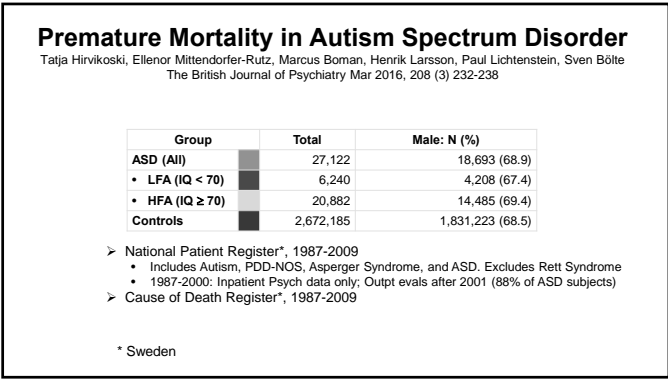 Premature Mortality in Autism Spectrum Disorder
Tatja Hirvikoski, Ellenor Mittendorfer-Rutz, Marcus Boman, Henrik Larsson, Paul Lichtenstein, Sven Bölte
The British Journal of Psychiatry Mar 2016, 208 (3) 232-238
Group Total Male: N (%)
ASD (All) 27,122 18,693 (68.9)
• LFA (IQ < 70) 6,240 4,208 (67.4)
• HFA (IQ ≥ 70) 20,882 14,485 (69.4)
Controls 2,672,185 1,831,223 (68.5)
➢ National Patient Register*, 1987-2009
• Includes Autism, PDD-NOS, Asperger Syndrome, and ASD. Excludes Rett Syndrome
• 1987-2000: Inpatient Psych data only; Outpt evals after 2001 (88% of ASD subjects)
➢ Cause of Death Register*, 1987-2009
* Sweden